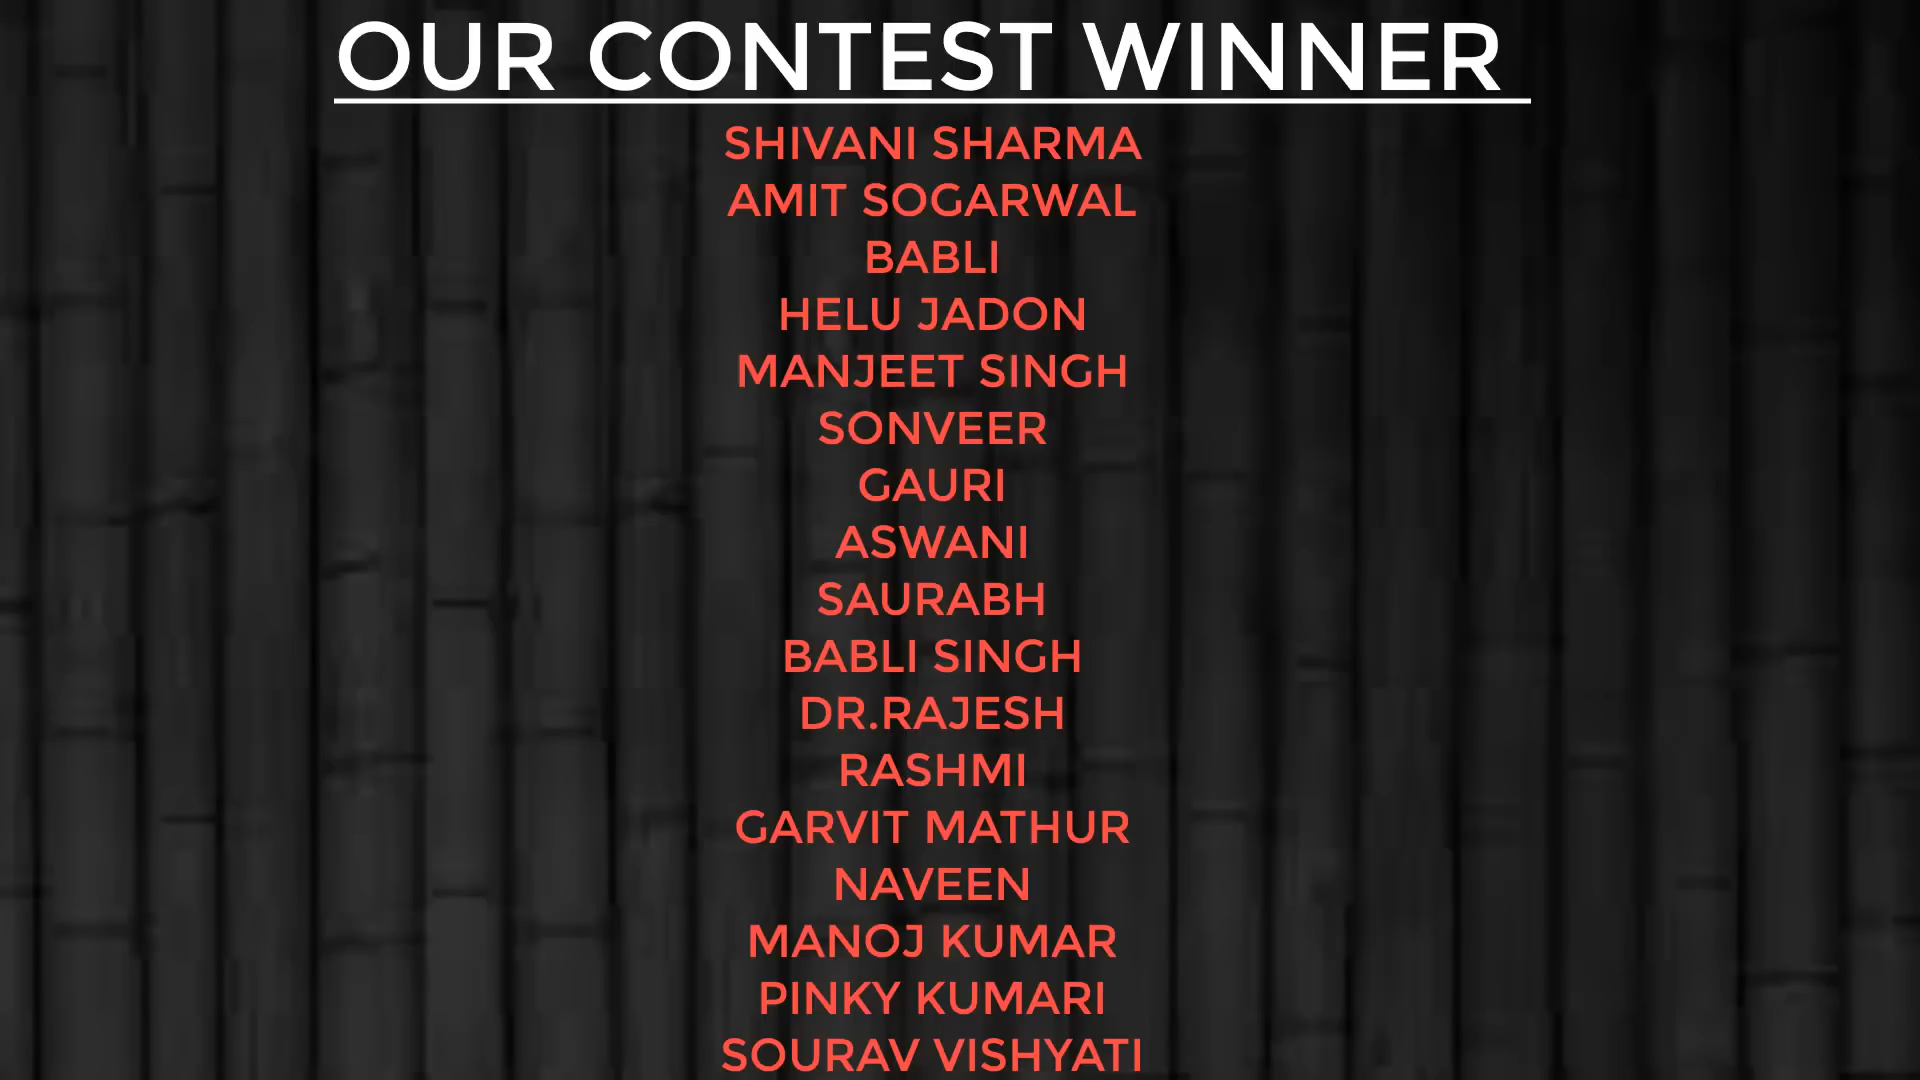 OUR CONTEST WINNER
SHIVANI SHARMA
AMIT SOGARWAL
BABLI
HELU JADON
MANJEET SINGH
SONVEER
GAURI
ASWANI
SAURABH
BABLI SINGH
DR.RAJESH
RASHMI
GARVIT MATHUR
NAVEEN
MANOJ KUMAR
PINKY KUMARI
SOURAV VISHYATI